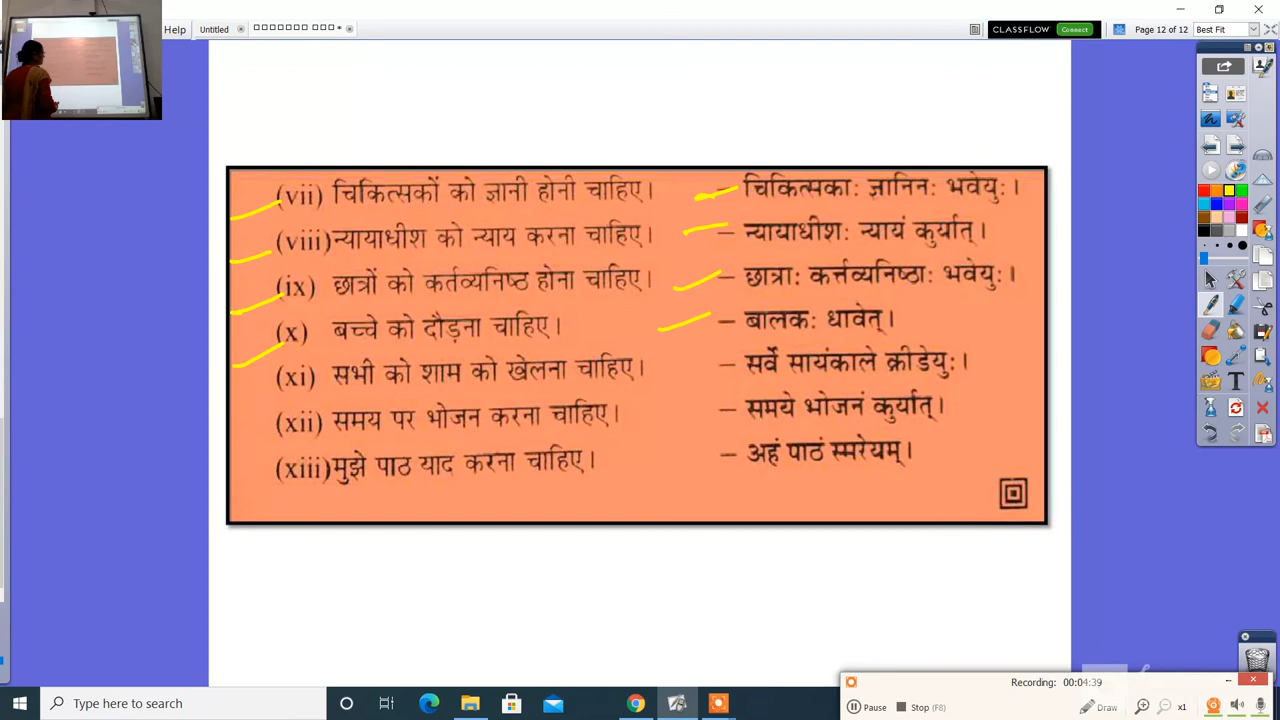 Help
Untitled
CLASSFLOW Connect
Page 12 of 12
Best Fit
(vii) चिकित्सकों को ज्ञानी होनी चाहिए। – चिकित्सकाः ज्ञानिनः भवेयुः।
(viii) न्यायाधीश को न्याय करना चाहिए। – न्यायाधीशः न्यायं कुर्यात्।
(ix) छात्रों को कर्तव्यनिष्ठ होना चाहिए। – छात्राः कर्त्तव्यनिष्ठाः भवेयुः।
(x) बच्चे को दौड़ना चाहिए। – बालकः धावेत्।
(xi) सभी को शाम को खेलना चाहिए। – सर्वे सायंकाले क्रीडेयुः।
(xii) समय पर भोजन करना चाहिए। – समये भोजनं कुर्यात्।
(xiii) मुझे पाठ याद करना चाहिए। – अहं पाठं स्मरेयम्।
Recording: 00:04:39
Pause
Stop (F8)
Draw
x1
Type here to search